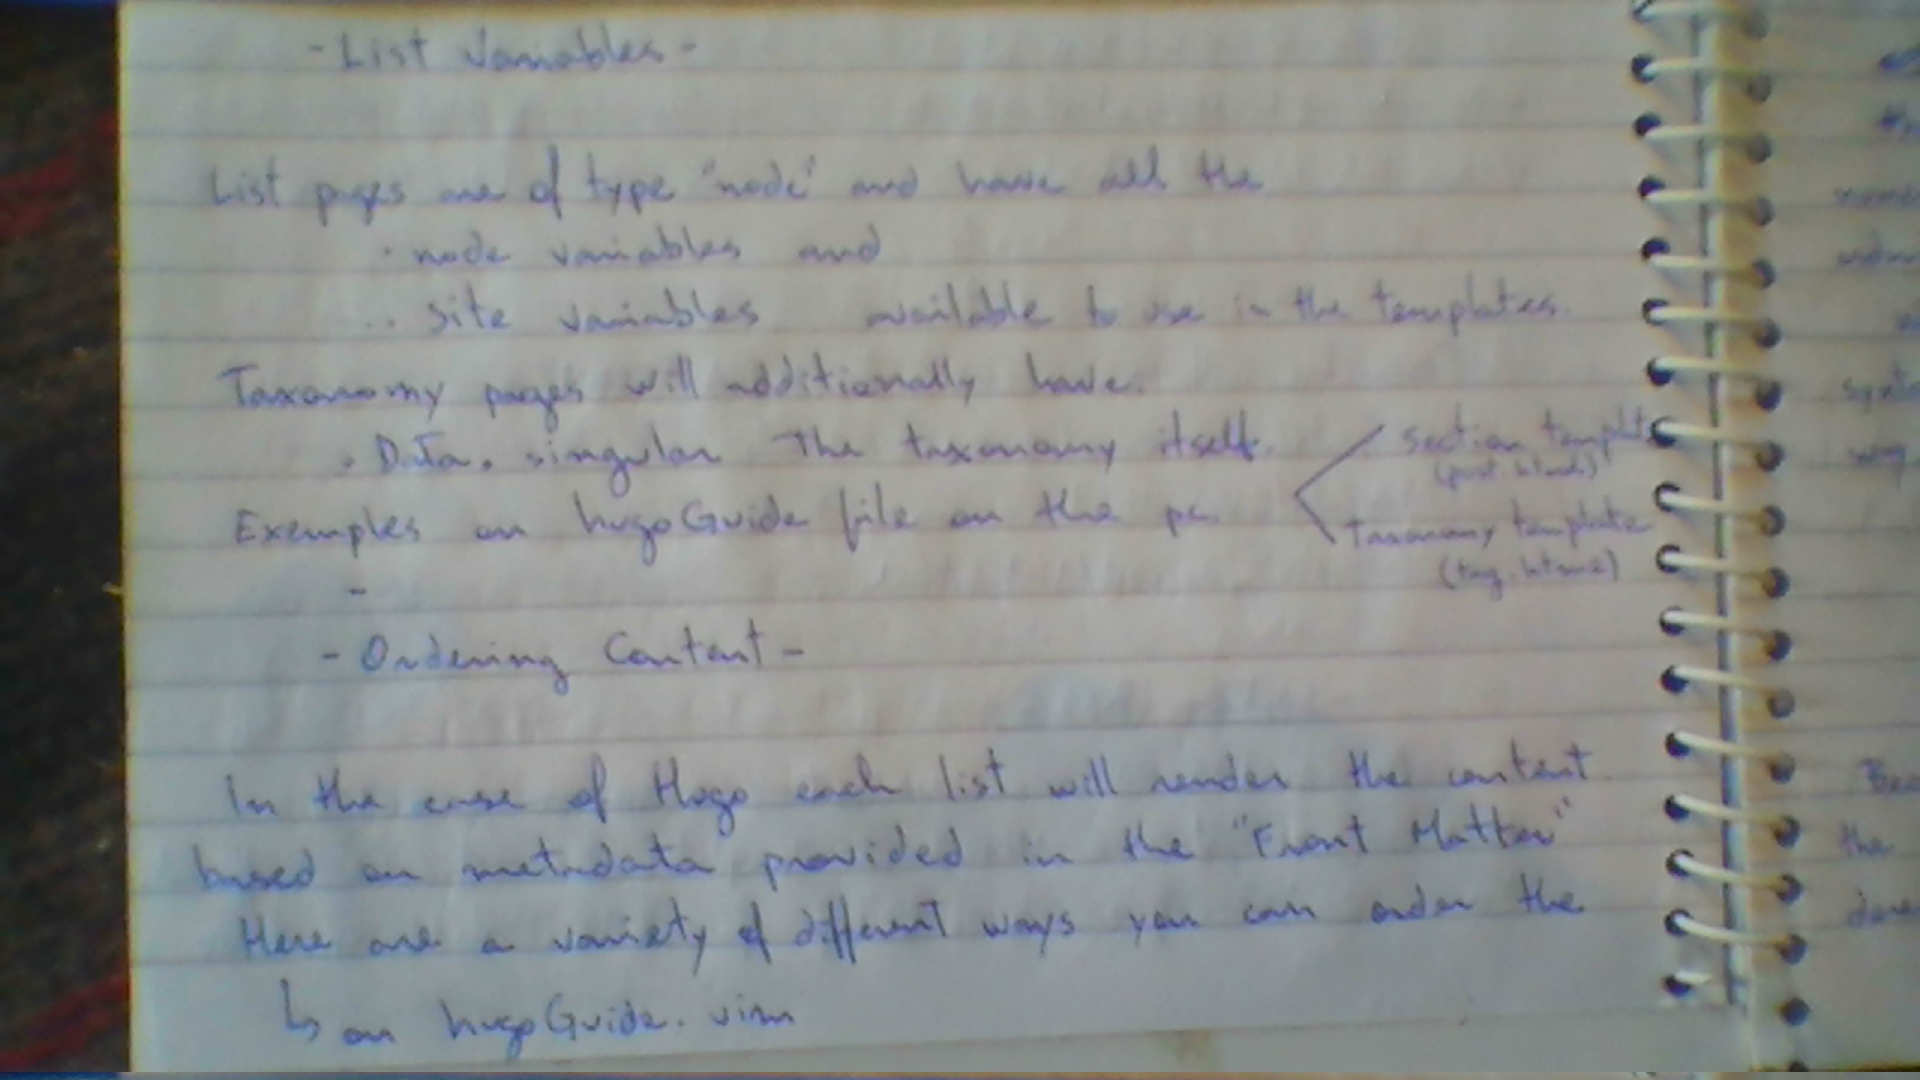 - List Variables -
List pages are of type "node" and have all the
· node variables and
.. Site variables available to use in the templates.
Taxonomy pages will additionally have.
. Data. singular The taxonomy itself.
section template
(post.html)
Examples on hugoGuide file on the pc.
Taxonomy template
(tag.html)
-
- Ordering Content -
In the case of Hugo each list will render the content
based on metadata provided in the "Front Matter"
Here are a variety of different ways you can order the
↳ on hugoGuide.vim
the